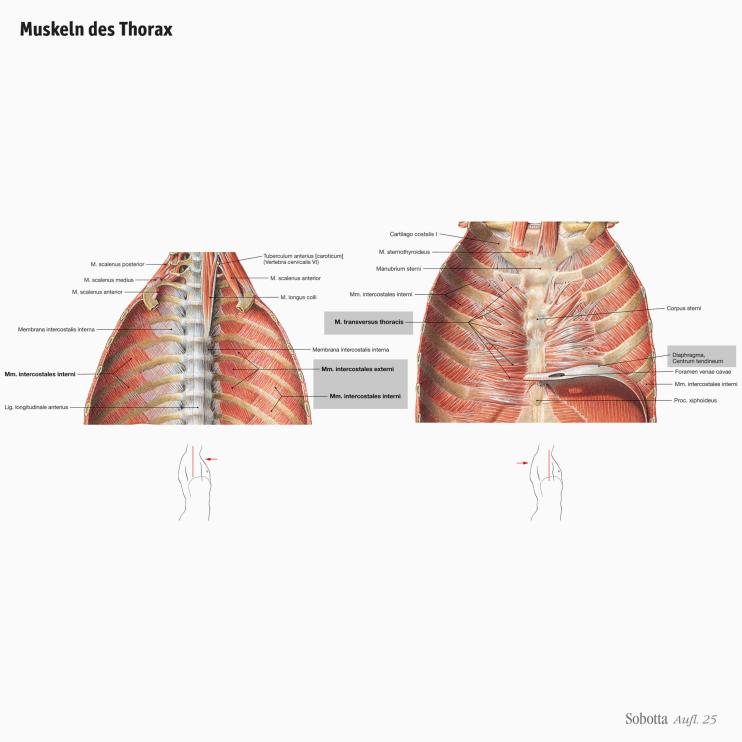 Muskeln des Thorax
M. scalenus posterior
M. scalenus medius
M. scalenus anterior
Membrana intercostalis interna
Mm. intercostales interni
Lig. longitudinale anterius
Tuberculum anterius [caroticum]
(Vertebra cervicalis VI)
M. scalenus anterior
M. longus colli
Membrana intercostalis interna
Mm. intercostales externi
Mm. intercostales interni
Cartilago costalis I
M. sternothyroideus
Manubrium sterni
Mm. intercostales interni
M. transversus thoracis
Corpus sterni
Diaphragma,
Centrum tendineum
Foramen venae cavae
Mm. intercostales interni
Proc. xiphoideus
Sobotta Aufl. 25